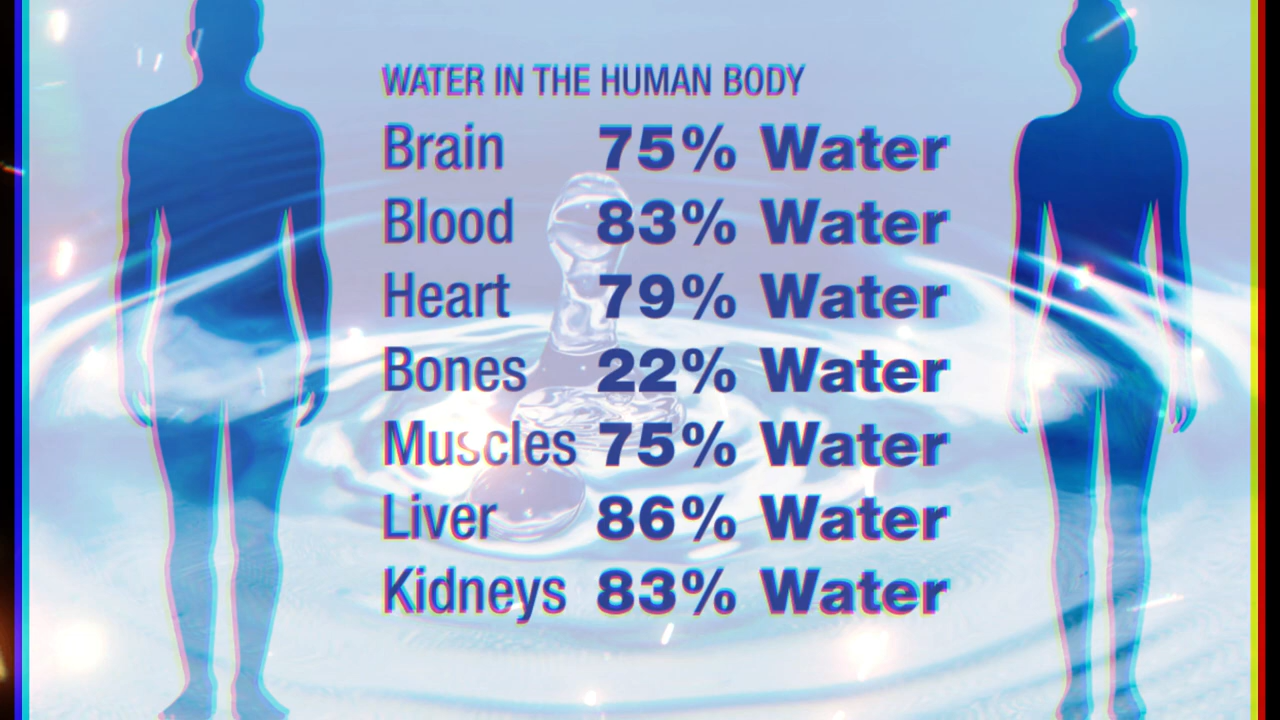 WATER IN THE HUMAN BODY
Brain 75% Water
Blood 83% Water
Heart 79% Water
Bones 22% Water
Muscles 75% Water
Liver 86% Water
Kidneys 83% Water